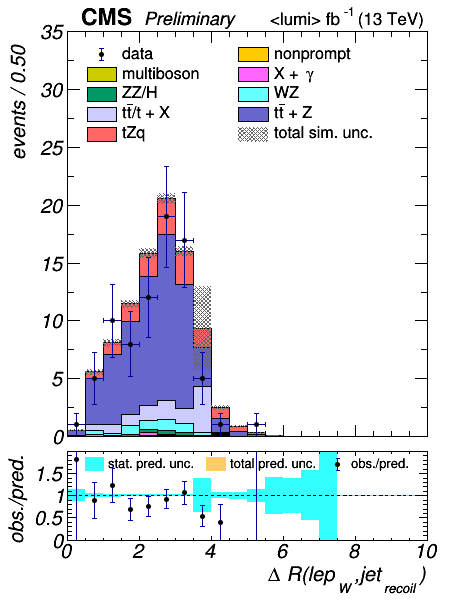 CMS Preliminary <lumi> fb⁻¹ (13 TeV)
events / 0.50
35
30
25
20
15
10
5
0
data
multiboson
ZZ/H
tt̄/t + X
tZq
nonprompt
X + γ
WZ
tt̄ + Z
total sim. unc.
obs./pred.
2
1.5
1
0.5
0
stat. pred. unc. total pred. unc. obs./pred.
0 2 4 6 8 10
Δ R(lep_W,jet_recoil)